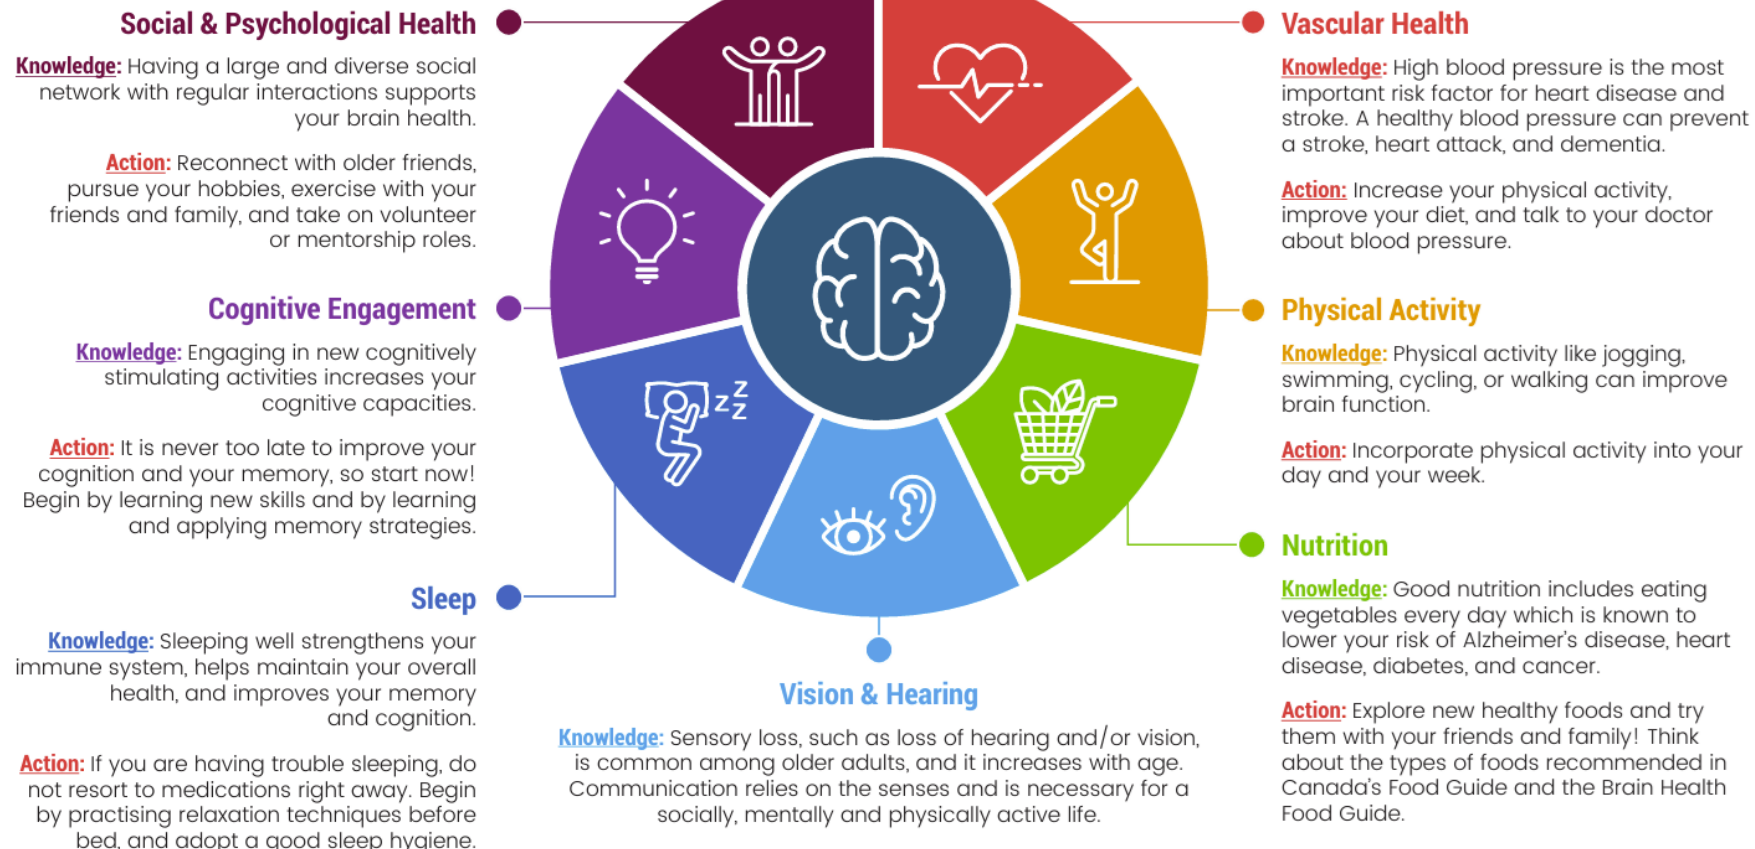 Social & Psychological Health
Knowledge: Having a large and diverse social
network with regular interactions supports
your brain health.
Action: Reconnect with older friends,
pursue your hobbies, exercise with your
friends and family, and take on volunteer
or mentorship roles.
Cognitive Engagement
Knowledge: Engaging in new cognitively
stimulating activities increases your
cognitive capacities.
Action: It is never too late to improve your
cognition and your memory, so start now!
Begin by learning new skills and by learning
and applying memory strategies.
Sleep
Knowledge: Sleeping well strengthens your
immune system, helps maintain your overall
health, and improves your memory
and cognition.
Action: If you are having trouble sleeping, do
not resort to medications right away. Begin
by practising relaxation techniques before
bed, and adopt a good sleep hygiene.
z z
z
Vision & Hearing
Knowledge: Sensory loss, such as loss of hearing and/or vision,
is common among older adults, and it increases with age.
Communication relies on the senses and is necessary for a
socially, mentally and physically active life.
Vascular Health
Knowledge: High blood pressure is the most
important risk factor for heart disease and
stroke. A healthy blood pressure can prevent
a stroke, heart attack, and dementia.
Action: Increase your physical activity,
improve your diet, and talk to your doctor
about blood pressure.
Physical Activity
Knowledge: Physical activity like jogging,
swimming, cycling, or walking can improve
brain function.
Action: Incorporate physical activity into your
day and your week.
Nutrition
Knowledge: Good nutrition includes eating
vegetables every day which is known to
lower your risk of Alzheimer's disease, heart
disease, diabetes, and cancer.
Action: Explore new healthy foods and try
them with your friends and family! Think
about the types of foods recommended in
Canada's Food Guide and the Brain Health
Food Guide.